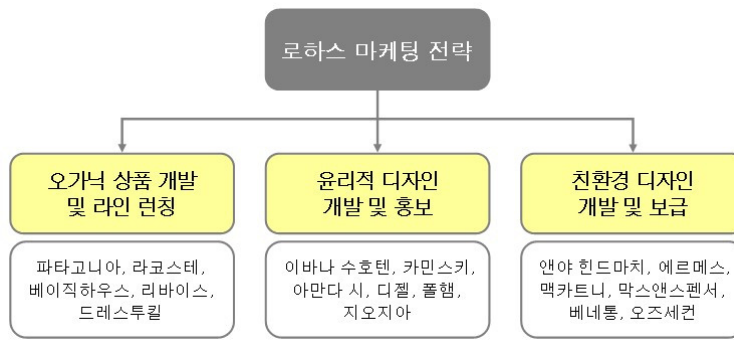 로하스 마케팅 전략
오가닉 상품 개발
및 라인 런칭
윤리적 디자인
개발 및 홍보
친환경 디자인
개발 및 보급
파타고니아, 라코스테,
베이직하우스, 리바이스,
드레스투킬
이바나 수호텐, 카민스키,
아만다 시, 디젤, 폴햄,
지오지아
앤야 힌드마치, 에르메스,
맥카트니, 막스앤스펜서,
베네통, 오즈세컨